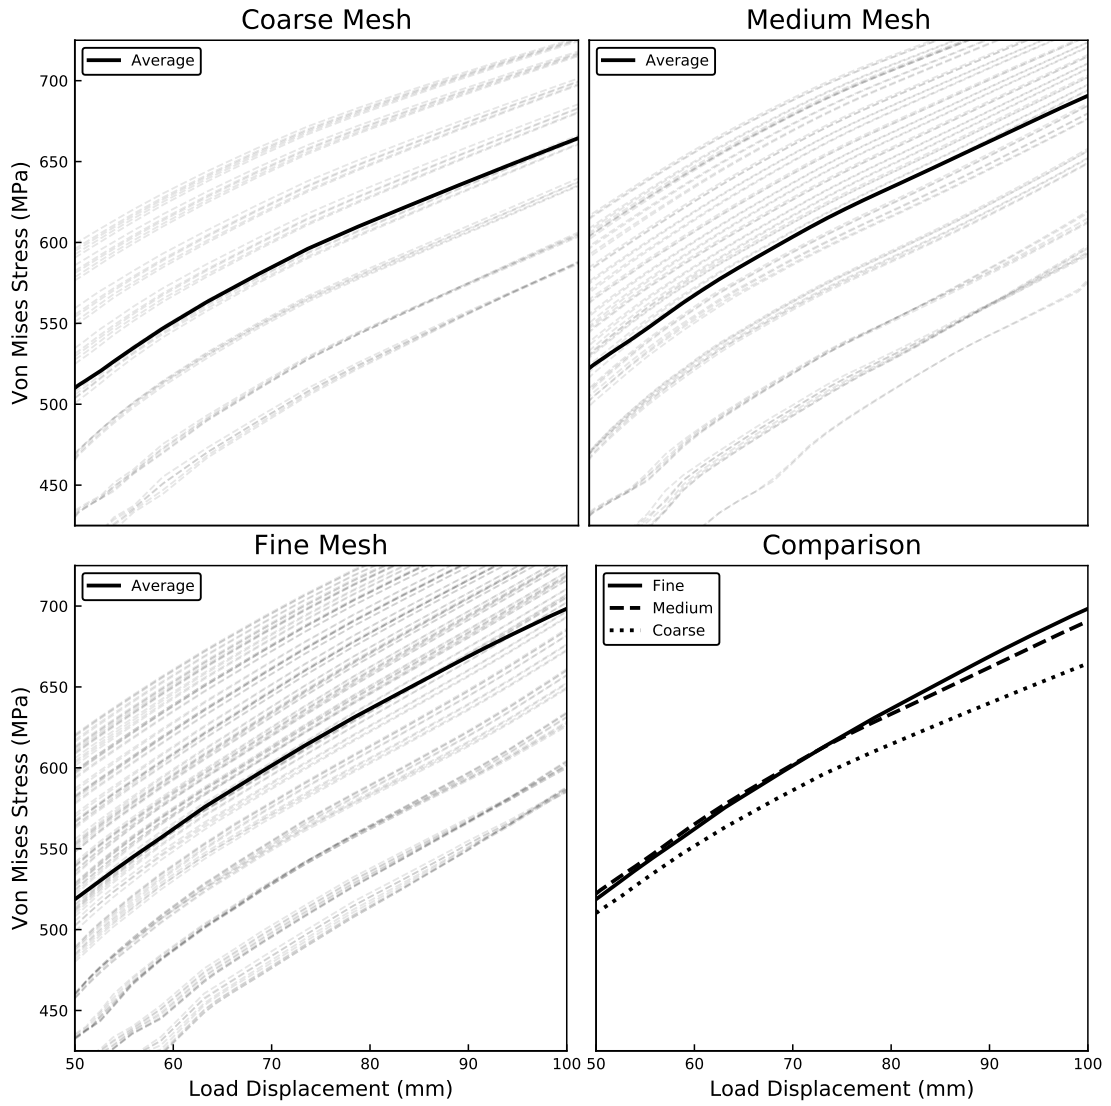 Coarse Mesh
Medium Mesh
Average
Average
700
650
600
550
500
450
Von Mises Stress (MPa)
Fine Mesh
Comparison
Average
Fine
Medium
Coarse
700
650
600
550
500
450
Von Mises Stress (MPa)
50 60 70 80 90 100
50 60 70 80 90 100
Load Displacement (mm)
Load Displacement (mm)